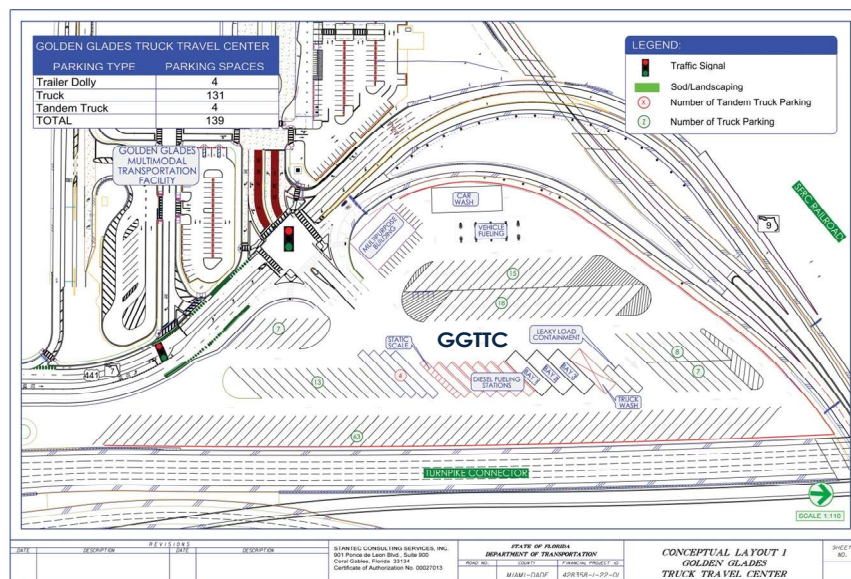 GOLDEN GLADES TRUCK TRAVEL CENTER
PARKING TYPE PARKING SPACES
Trailer Dolly 4
Truck 131
Tandem Truck 4
TOTAL 139
LEGEND:
Traffic Signal
Sod/Landscaping
X Number of Tandem Truck Parking
Z Number of Truck Parking
GOLDEN GLADES
MULTIMODAL
TRANSPORTATION
FACILITY
CAR
WASH
MULTIPURPOSE
BUILDING
VEHICLE
FUELING
SFRC RAILROAD
9
15
16
7
GGTTC
STATIC
SCALE
LEAKY LOAD
CONTAINMENT
441
7
13
4
DIESEL FUELING
STATIONS
BAY 1
BAY 2
BAY 3
8
7
TRUCK
WASH
63
TURNPIKE CONNECTOR
SCALE 1:110
REVISIONS
DATE DESCRIPTION DATE DESCRIPTION
STANTEC CONSULTING SERVICES, INC.
901 Ponce de Leon Blvd., Suite 900
Coral Gables, Florida 33134
Certificate of Authorization No. 00027013
STATE OF FLORIDA
DEPARTMENT OF TRANSPORTATION
ROAD NO. COUNTY FINANCIAL PROJECT ID
MIAMI-DADE 428358-1-22-01
CONCEPTUAL LAYOUT 1
GOLDEN GLADES
TRUCK TRAVEL CENTER
SHEET
NO.